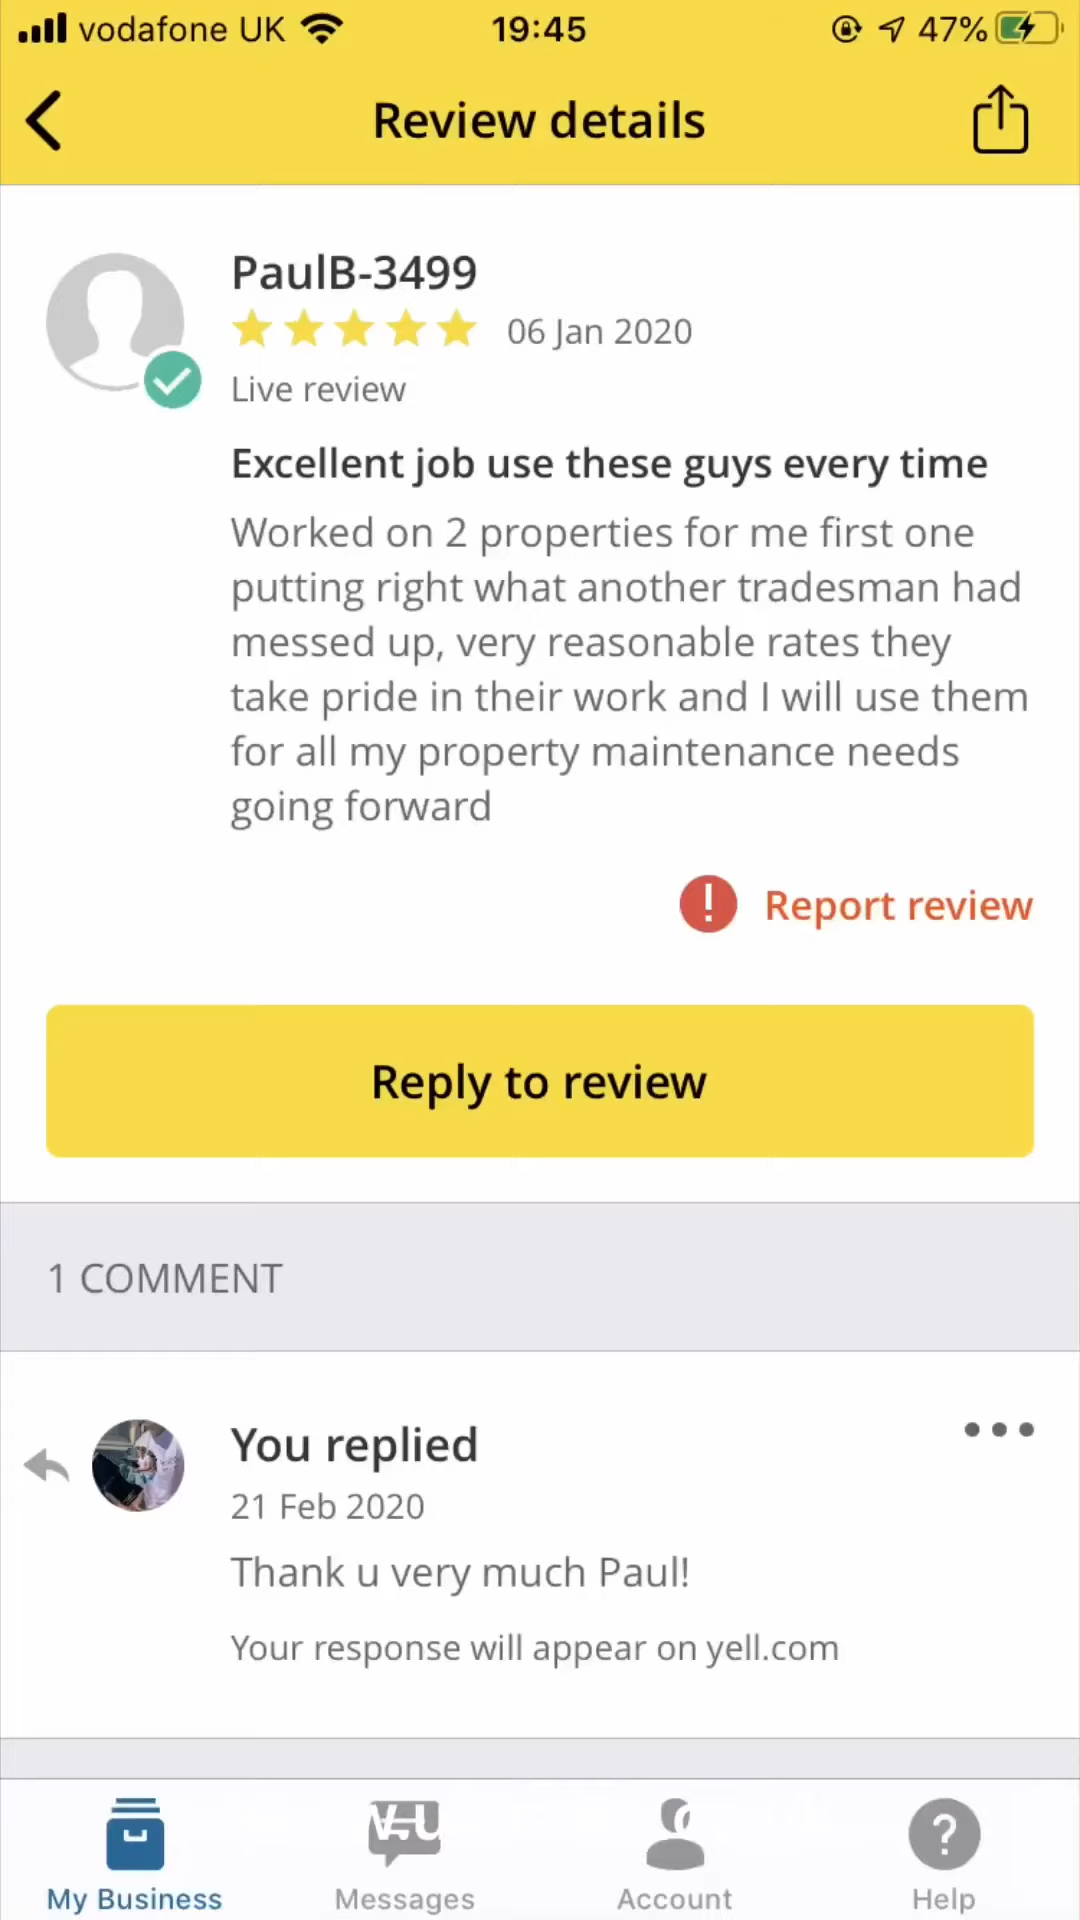 vodafone UK 19:45 47%
Review details
PaulB-3499
06 Jan 2020
Live review
Excellent job use these guys every time
Worked on 2 properties for me first one
putting right what another tradesman had
messed up, very reasonable rates they
take pride in their work and I will use them
for all my property maintenance needs
going forward
! Report review
Reply to review
1 COMMENT
You replied
21 Feb 2020
Thank u very much Paul!
Your response will appear on yell.com
?
My Business Messages Account Help